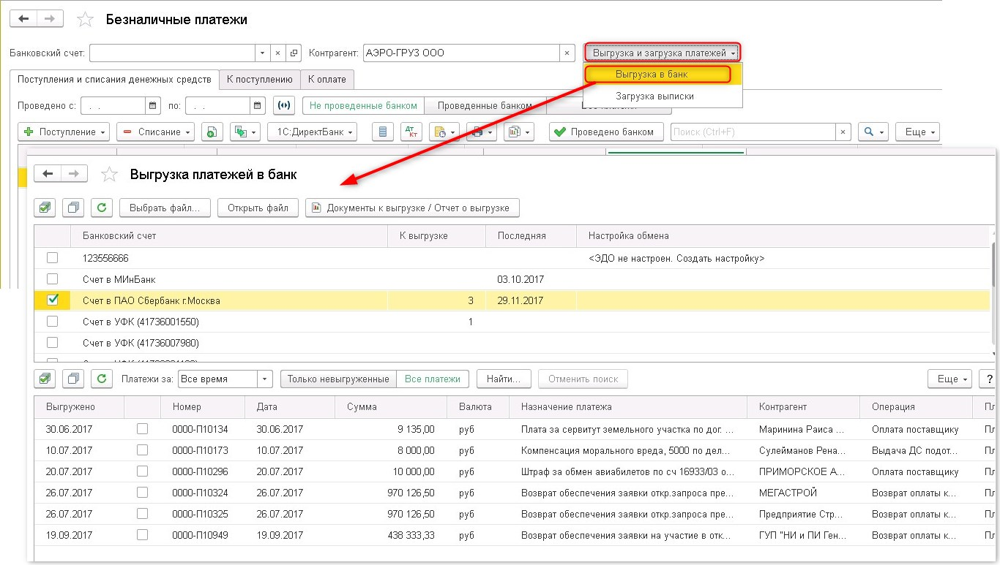 Безналичные платежи
Банковский счет: Контрагент: АЭРО-ГРУЗ ООО Выгрузка и загрузка платежей
Выгрузка в банк
Загрузка выписки
Поступления и списания денежных средств К поступлению К оплате
Проведено с: . . по: . . Не проведенные банком Проведенные банком
Поступление Списание 1С:ДиректБанк Дт Кт Проведено банком Поиск (Ctrl+F) Еще
Выгрузка платежей в банк
Выбрать файл... Открыть файл Документы к выгрузке / Отчет о выгрузке
Банковский счет К выгрузке Последняя Настройка обмена
123556666 <ЭДО не настроен. Создать настройку>
Счет в МИнБанк 03.10.2017
Счет в ПАО Сбербанк г.Москва 3 29.11.2017
Счет в УФК (41736001550) 1
Счет в УФК (41736007980)
Платежи за: Все время Только невыгруженные Все платежи Найти... Отменить поиск Еще ?
Выгружено Номер Дата Сумма Валюта Назначение платежа Контрагент Операция Пл
30.06.2017 0000-П10134 30.06.2017 9 135,00 руб Плата за сервитут земельного участка по дог. ... Маринина Раиса ... Оплата поставщику Пл
10.07.2017 0000-П10173 10.07.2017 8 000,00 руб Компенсация морального вреда, 5000 по дел... Сулейманов Рена... Выдача ДС подот... Пл
20.07.2017 0000-П10296 20.07.2017 10 000,00 руб Штраф за обмен авиабилетов по сч 16933/03 о... ПРИМОРСКОЕ А... Оплата поставщику Пл
26.07.2017 0000-П10324 26.07.2017 970 126,50 руб Возврат обеспечения заявки откр.запроса пре... МЕГАСТРОЙ Возврат оплаты к... Пл
26.07.2017 0000-П10325 26.07.2017 970 126,50 руб Возврат обеспечения заявки откр.запроса пре... Предприятие Стр... Возврат оплаты к... Пл
19.09.2017 0000-П10949 19.09.2017 438 333,33 руб Возврат обеспечения заявки на участие в отк... ГУП "НИ и ПИ Ген... Возврат оплаты к... Пл